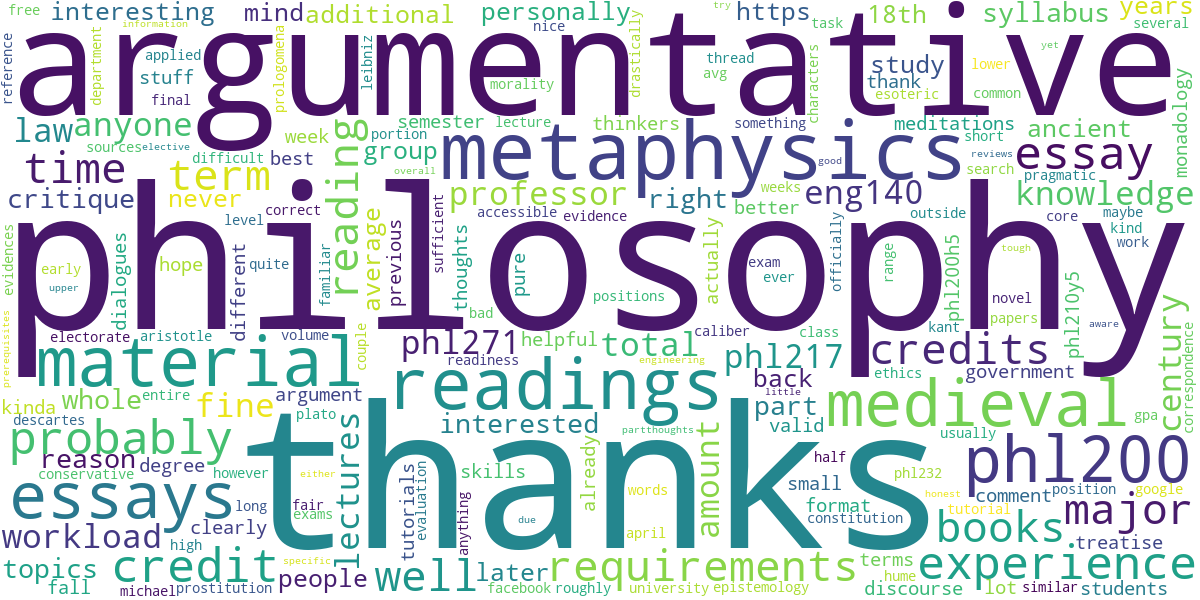 free
interesting
mind
additional
personally
https
18th
syllabus
years
information
try
nice
task
several
argumentative
reference
department
applied
stuff
final
prologomena
leibniz
morality
drastically
thread
avg
characters
study
thank
esoteric
lower
common
yet
law
anyone
sources
elective
week
difficult
best
reading
portion
group
semester
lecture
thinkers
something
meditations
short
ancient
monadology
time
term
metaphysics
good
reviews
essay
search
pragmatic
critique
never
overall
professor
right
weeks
better
eng140
knowledge
level
correct
average
previous
sufficient
accessible
evidence
outside
core
maybe
kind
work
evidences
early
upper
dialogues
hope
different
quite
familiar
thoughts
pure
positions
actually
exam
ever
officially
range
phl200h5
novel
papers
tough
phl210y5
philosophy
prerequisites
electorate
aristotle
volume
couple
bad
phl271
helpful
readiness
total
caliber
class
phl217
kant
aware
credits
century
correspondence
material
engineering
ethics
government
kinda
whole
entire
fine
argument
readings
back
little
part
valid
medieval
gpa
descartes
plato
interested
partthoughts
usually
probably
reason
degree
conservative
however
lectures
either
thanks
skills
already
amount
half
small
phl232
phl200
comment
position
google
honest
essays
long
fair
exams
clearly
tutorials
evaluation
anything
words
due
april
format
constitution
tutorial
major
books
treatise
workload
high
topics
fall
credit
specific
michael
prostitution
people
well
later
facebook
roughly
requirements
university
epistemology
terms
hume
discourse
experience
lot
similar
students